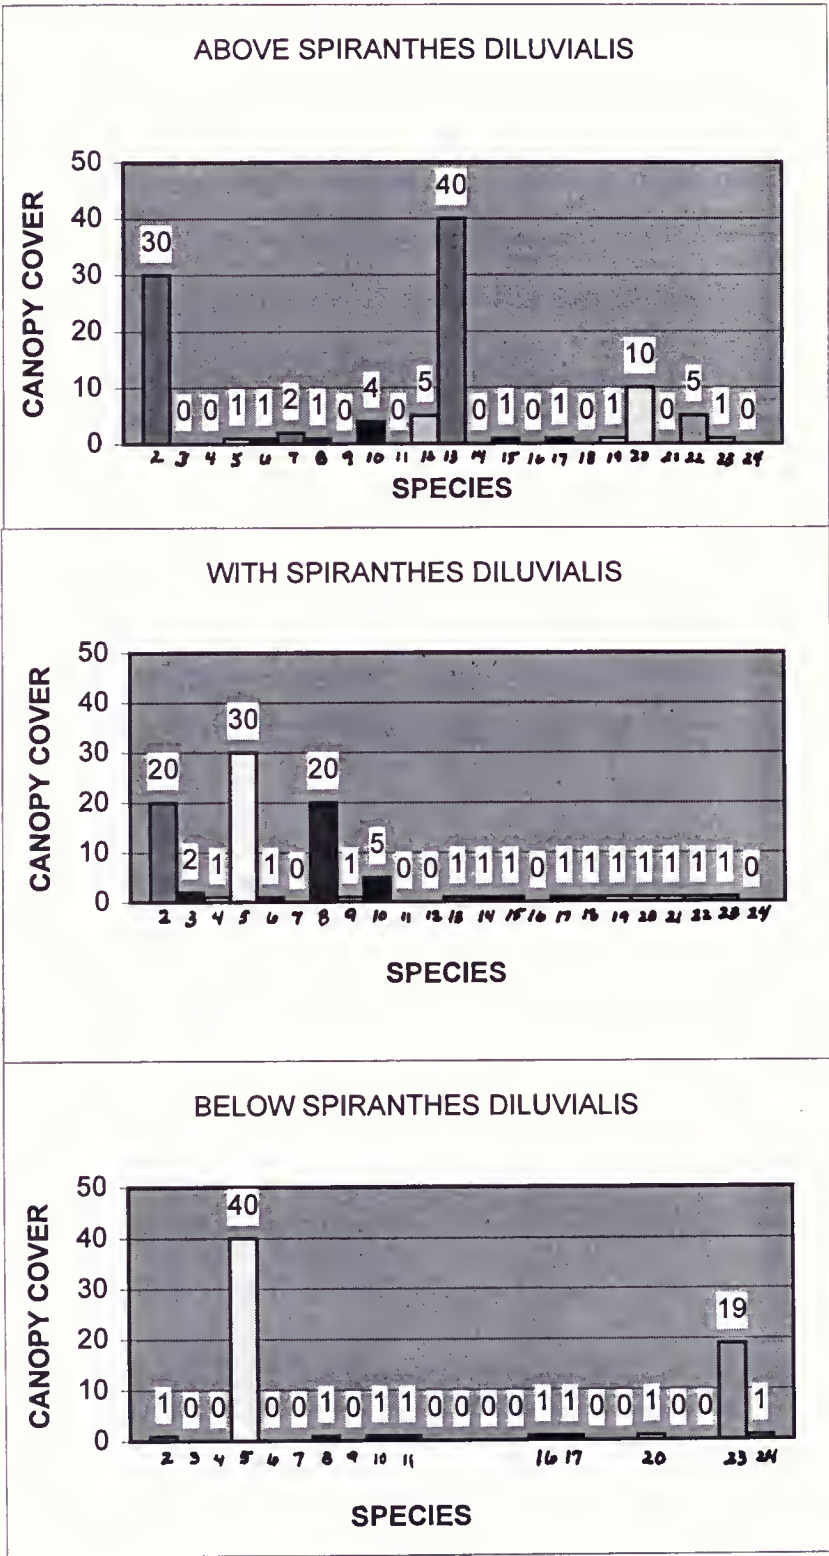 ABOVE SPIRANTHES DILUVIALIS
CANOPY COVER
50
40
30
20
10
0
30 0 0 1 1 2 1 0 4 0 5 40 0 1 0 1 0 1 10 0 5 1 0
2 3 4 5 6 7 8 9 10 11 12 13 14 15 16 17 18 19 20 21 22 23 24
SPECIES
WITH SPIRANTHES DILUVIALIS
CANOPY COVER
50
40
30
20
10
0
20 2 1 30 1 0 20 1 5 0 0 1 1 1 0 1 1 1 1 1 1 1 0
2 3 4 5 6 7 8 9 10 11 12 13 14 15 16 17 18 19 20 21 22 23 24
SPECIES
BELOW SPIRANTHES DILUVIALIS
CANOPY COVER
50
40
30
20
10
0
1 0 0 40 0 0 1 0 1 1 0 0 0 0 1 1 0 0 1 0 0 19 1
2 3 4 5 6 7 8 9 10 11 16 17 20 23 24
SPECIES